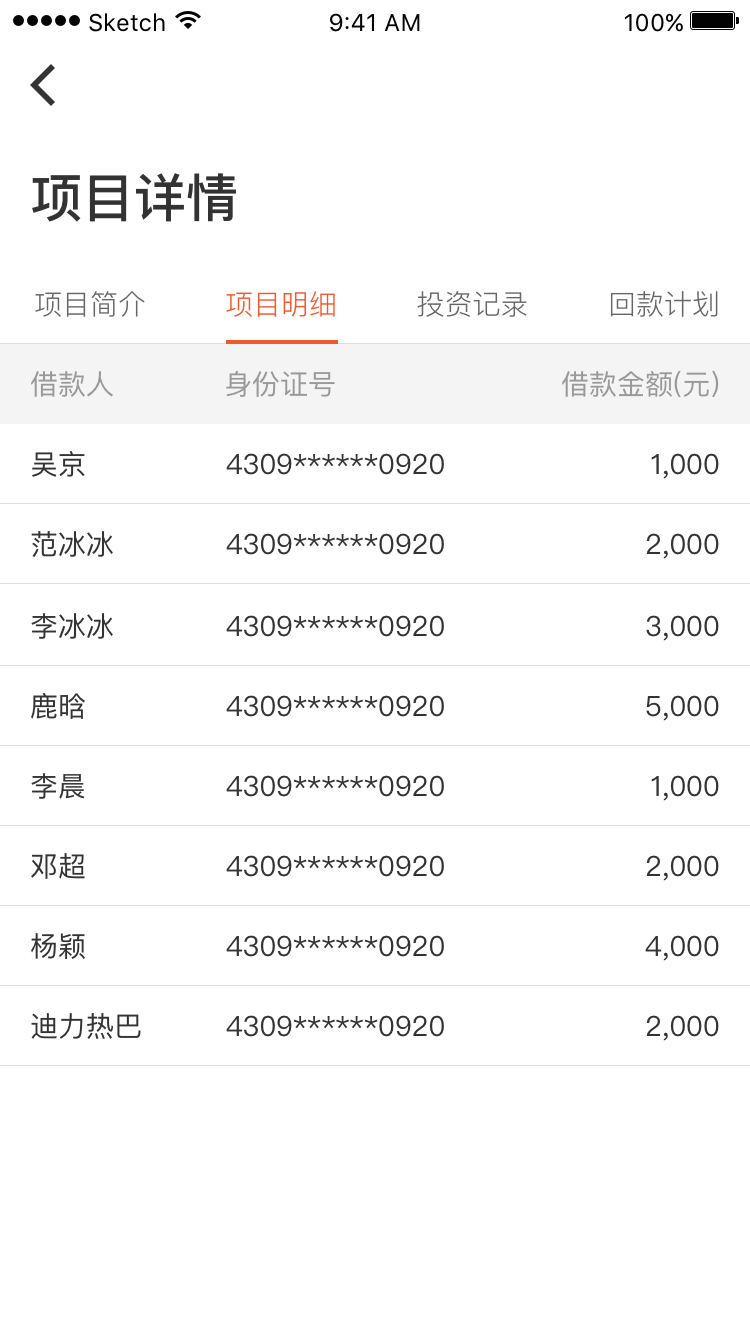 ●●●●● Sketch 9:41 AM 100%
项目详情
项目简介 项目明细 投资记录 回款计划
借款人 身份证号 借款金额(元)
吴京 4309******0920 1,000
范冰冰 4309******0920 2,000
李冰冰 4309******0920 3,000
鹿晗 4309******0920 5,000
李晨 4309******0920 1,000
邓超 4309******0920 2,000
杨颖 4309******0920 4,000
迪力热巴 4309******0920 2,000